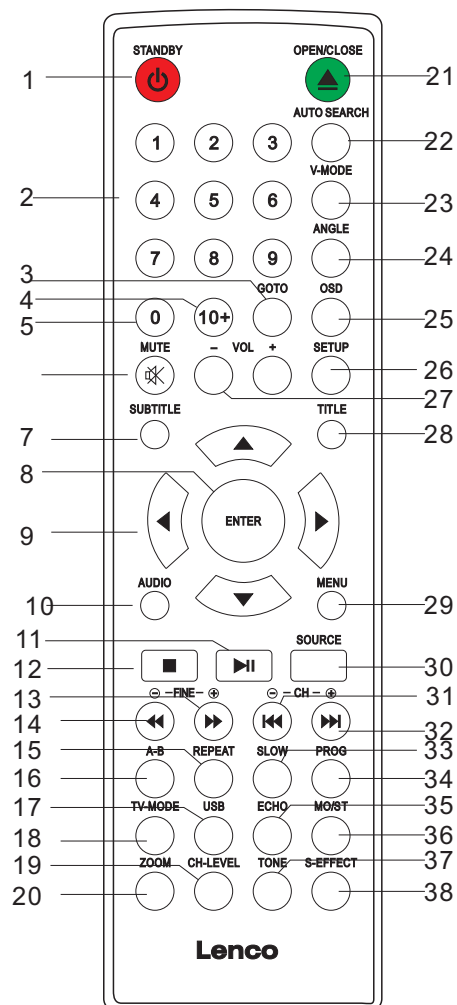 STANDBY OPEN/CLOSE
1 21
AUTO SEARCH
1 2 3 22
V-MODE
2 4 5 6 23
ANGLE
7 8 9 24
3 GOTO OSD
4
5 0 10+ 25
MUTE - VOL + SETUP
26
27
SUBTITLE TITLE
7 28
8
ENTER
9
AUDIO MENU
10 29
11 SOURCE
12 30
13 FINE CH 31
14 32
15 A-B REPEAT SLOW PROG 33
16 34
17 TV-MODE USB ECHO MO/ST 35
18 36
19 ZOOM CH-LEVEL TONE S-EFFECT 37
20 38
Lenco